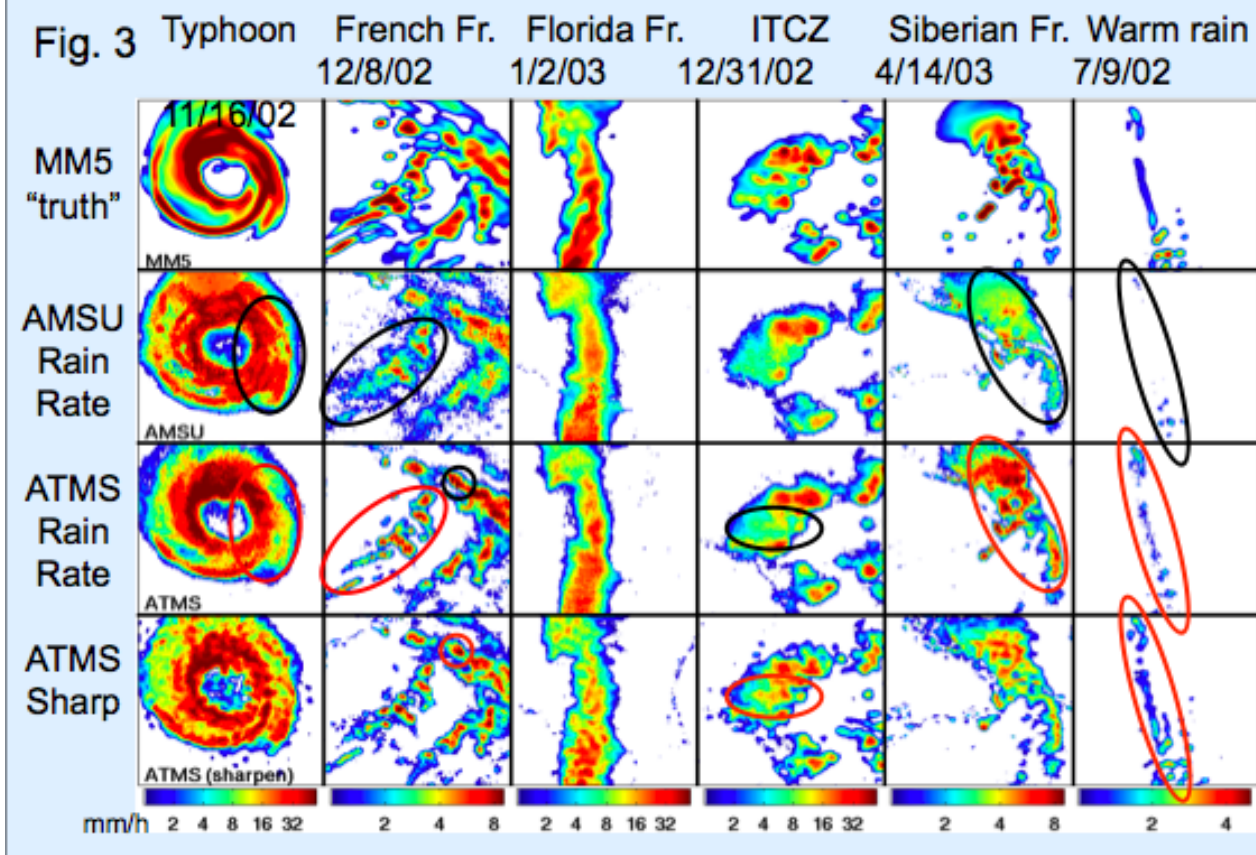 Fig. 3 Typhoon French Fr. Florida Fr. ITCZ Siberian Fr. Warm rain
11/16/02 12/8/02 1/2/03 12/31/02 4/14/03 7/9/02
MM5
“truth”
MM5
AMSU
Rain
Rate
AMSU
ATMS
Rain
Rate
ATMS
ATMS
Sharp
ATMS (sharpen)
mm/h 2 4 8 16 32 2 4 8 2 4 8 16 32 2 4 8 16 32 2 4 8 2 4